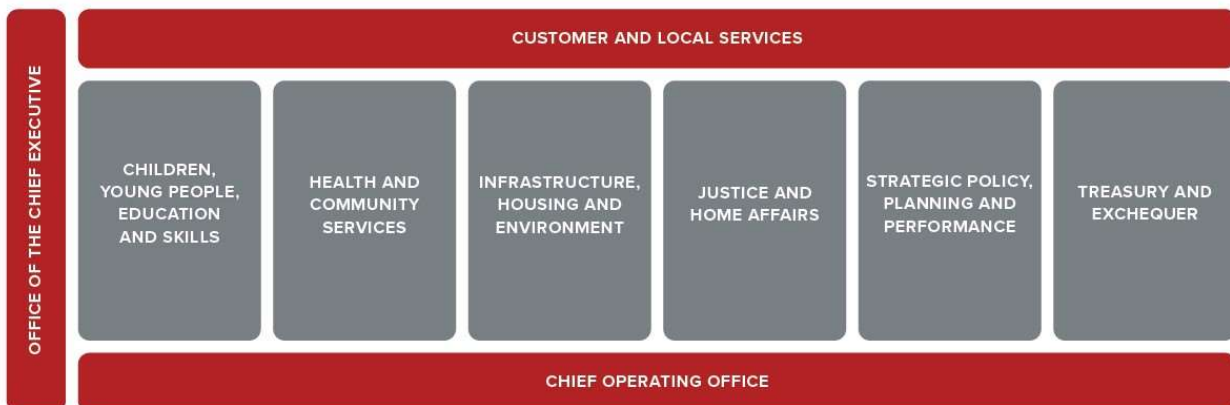 OFFICE OF THE CHIEF EXECUTIVE
CUSTOMER AND LOCAL SERVICES
CHILDREN,
YOUNG PEOPLE,
EDUCATION
AND SKILLS
HEALTH AND
COMMUNITY
SERVICES
INFRASTRUCTURE,
HOUSING AND
ENVIRONMENT
JUSTICE AND
HOME AFFAIRS
STRATEGIC POLICY,
PLANNING AND
PERFORMANCE
TREASURY AND
EXCHEQUER
CHIEF OPERATING OFFICE